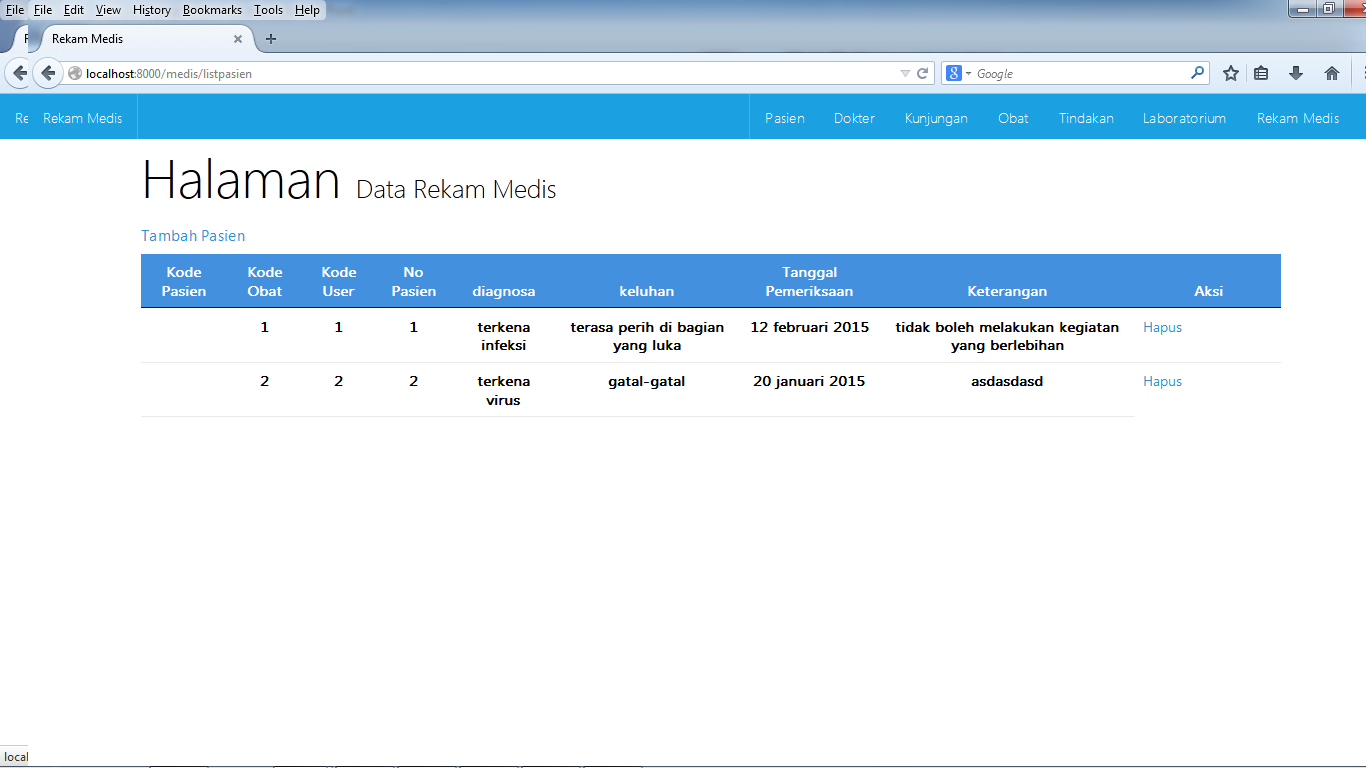 File File Edit View History Bookmarks Tools Help
Rekam Medis
localhost:8000/medis/listpasien Google
Re Rekam Medis Pasien Dokter Kunjungan Obat Tindakan Laboratorium Rekam Medis
Halaman Data Rekam Medis
Tambah Pasien
Kode Kode Kode No Tanggal
Pasien Obat User Pasien diagnosa keluhan Pemeriksaan Keterangan Aksi
1 1 1 terkena terasa perih di bagian 12 februari 2015 tidak boleh melakukan kegiatan Hapus
infeksi yang luka yang berlebihan
2 2 2 terkena gatal-gatal 20 januari 2015 asdasdasd Hapus
virus
local